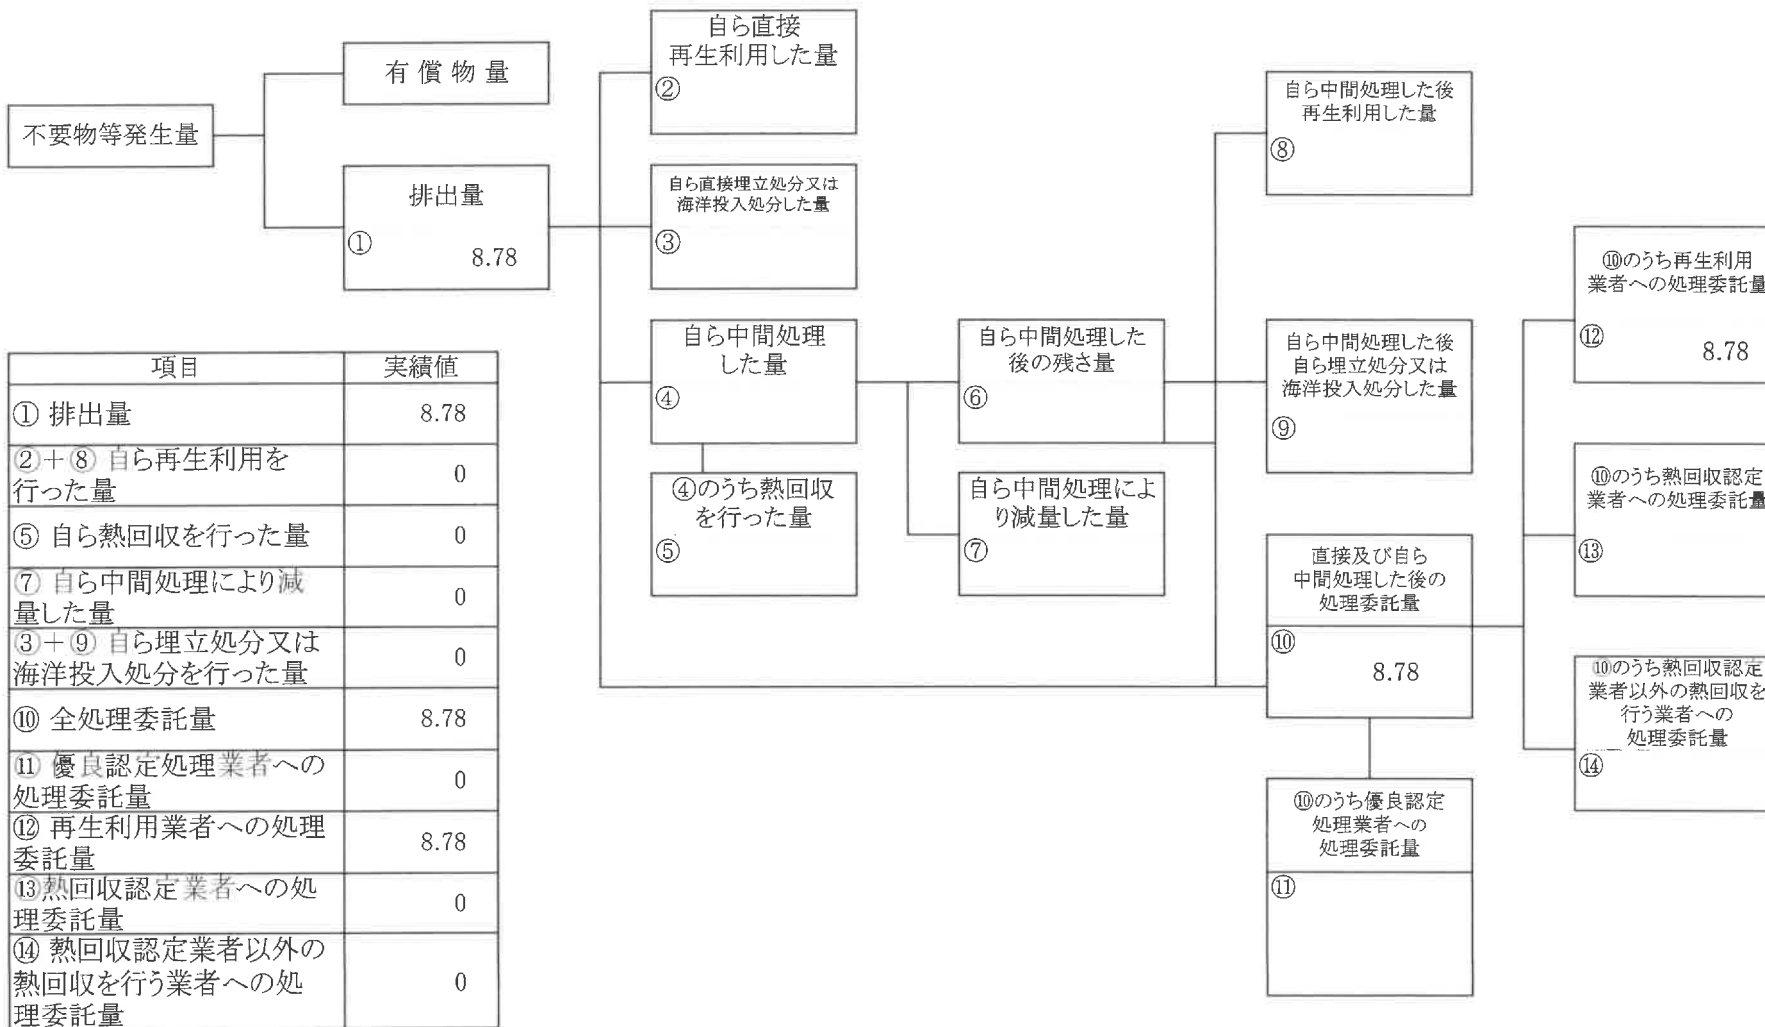 不要物等発生量
有 償 物 量
排出量
①
8.78
自ら直接
再生利用した量
②
自ら直接埋立処分又は
海洋投入処分した量
③
自ら中間処理
した量
④
④のうち熱回収
を行った量
⑤
自ら中間処理した
後の残さ量
⑥
自ら中間処理によ
り減量した量
⑦
自ら中間処理した後
再生利用した量
⑧
自ら中間処理した後
自ら埋立処分又は
海洋投入処分した量
⑨
直接及び自ら
中間処理した後の
処理委託量
⑩
8.78
⑩のうち優良認定
処理業者への
処理委託量
⑪
⑩のうち再生利用
業者への処理委託量
⑫
8.78
⑩のうち熱回収認定
業者への処理委託量
⑬
⑩のうち熱回収認定
業者以外の熱回収を
行う業者への
処理委託量
⑭
項目 実績値
① 排出量 8.78
②＋⑧ 自ら再生利用を
行った量 0
⑤ 自ら熱回収を行った量 0
⑦ 自ら中間処理により減
量した量 0
③＋⑨ 自ら埋立処分又は
海洋投入処分を行った量 0
⑩ 全処理委託量 8.78
⑪ 優良認定処理業者への
処理委託量 0
⑫ 再生利用業者への処理
委託量 8.78
⑬熱回収認定業者への処
理委託量 0
⑭ 熱回収認定業者以外の
熱回収を行う業者への処
理委託量 0